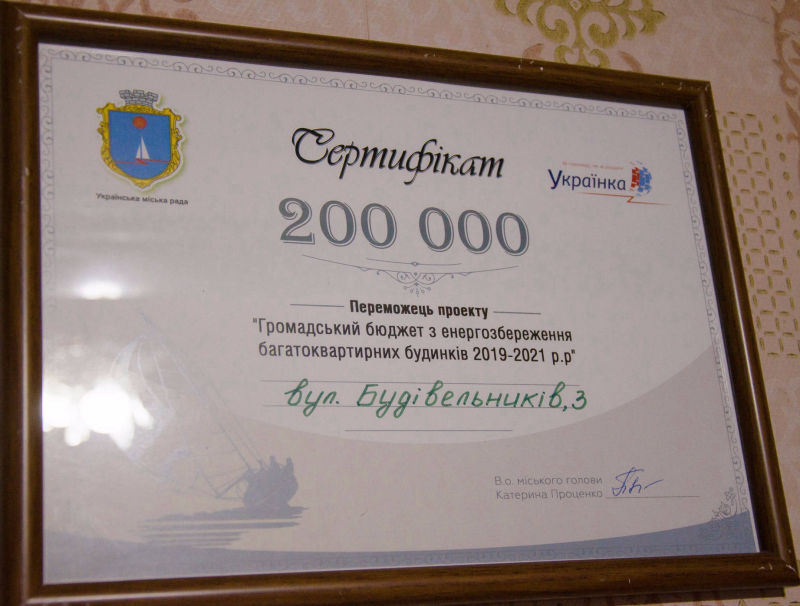 Українська міська рада
Сертифікат
Українка
200 000
Переможець проекту
"Громадський бюджет з енергозбереження
багатоквартирних будинків 2019-2021 р.р"
вул. Будівельників, 3
В.о. міського голови
Катерина Проценко